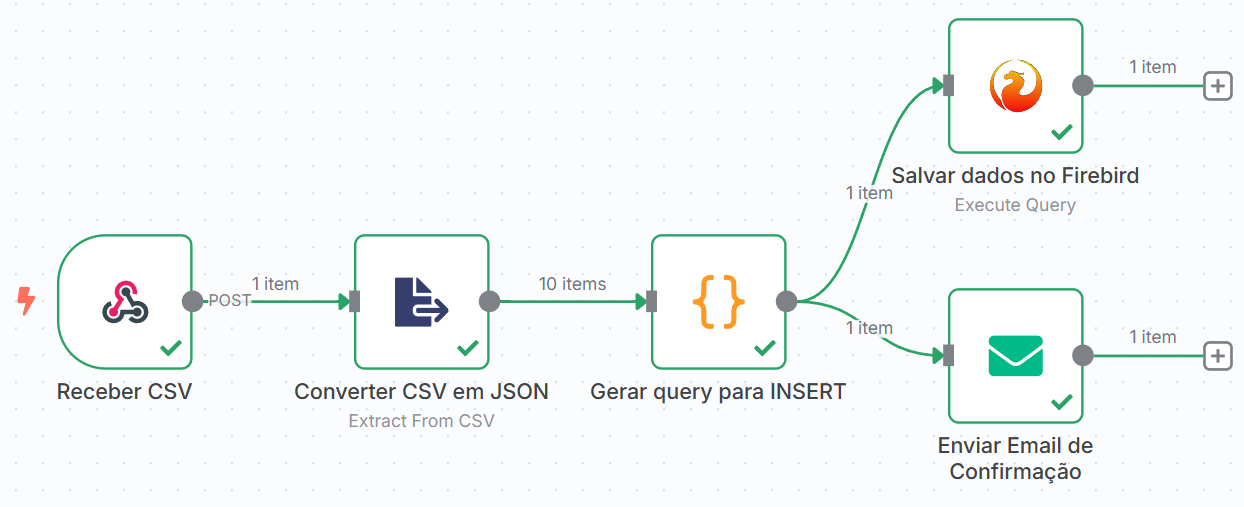 1 item
Salvar dados no Firebird
Execute Query
1 item
POST
1 item
10 items
1 item
1 item
Receber CSV
Converter CSV em JSON
Extract From CSV
Gerar query para INSERT
Enviar Email de
Confirmação